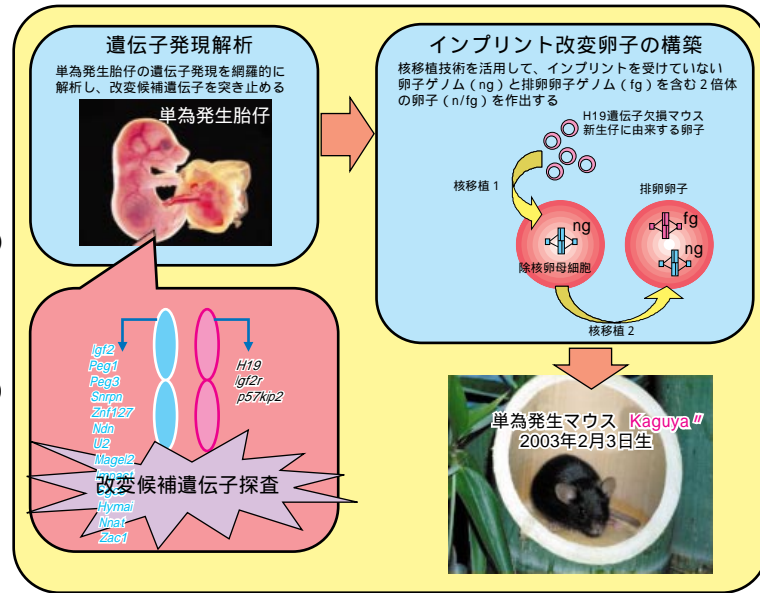 遺伝子発現解析
単為発生胎仔の遺伝子発現を網羅的に
解析し、改変候補遺伝子を突き止める
単為発生胎仔
インプリント改変卵子の構築
核移植技術を活用して、インプリントを受けていない
卵子ゲノム(ng)と排卵卵子ゲノム(fg)を含む2倍体
の卵子(n/fg)を作出する
H19遺伝子欠損マウス
新生仔に由来する卵子
核移植1
排卵卵子
ng
fg
ng
除核卵母細胞
核移植2
Igf2
Peg1
Peg3
Snrpn
Znf127
Ndn
U2
Magel2
Hymai
Nnat
Zac1
H19
Igf2r
p57kip2
改変候補遺伝子探査
単為発生マウス Kaguya〃
2003年2月3日生